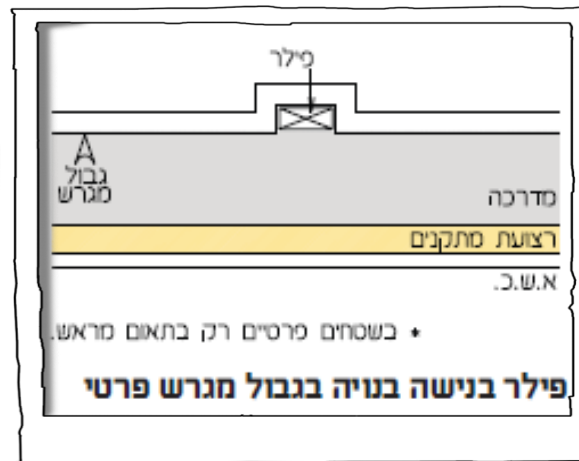 פילר
גבול
מגרש
מדרכה
רצועת מתקנים
א.ש.כ.
* בשטחים פרטיים רק בתאום מראש.
פילר בנישה בנויה בגבול מגרש פרטי